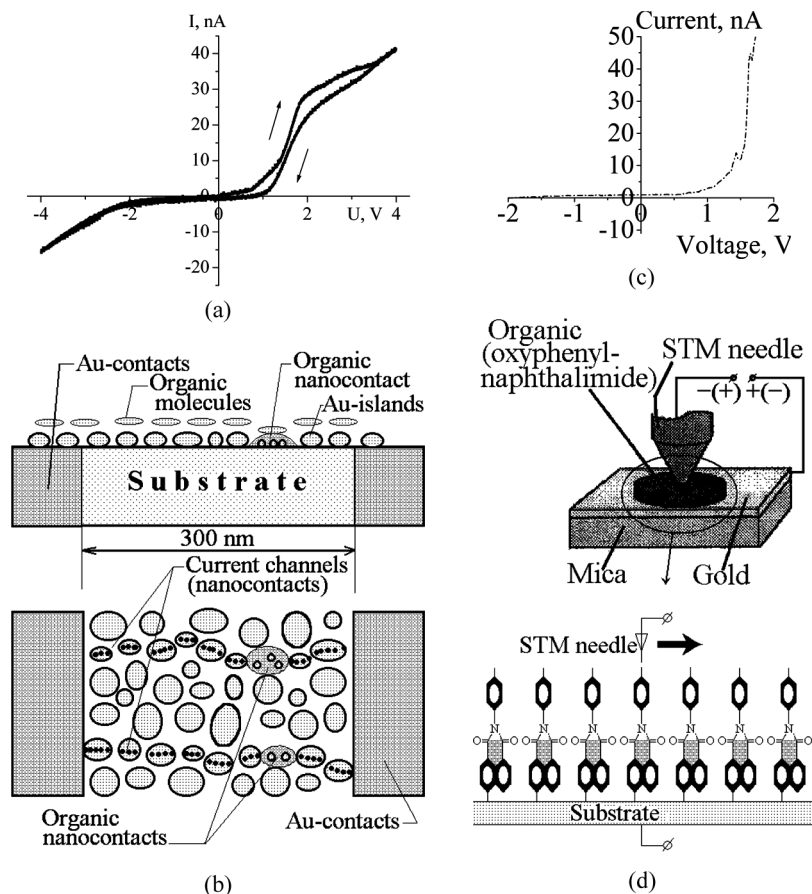 I, nA
40
30
20
10
0
-10
-20
-4
-2
0
2
4
U, V
(a)
Current, nA
50
40
30
20
10
0
-10
-2
-1
0
1
2
Voltage, V
(c)
Au-contacts
Organic
molecules
Organic
nanocontact
Au-islands
Substrate
300 nm
Current channels
(nanocontacts)
Organic
nanocontacts
Au-contacts
(b)
Organic
(oxyphenyl-
naphthalimide)
STM needle
−(+) +(−)
Mica
Gold
STM needle
N N N N N N N
Substrate
(d)